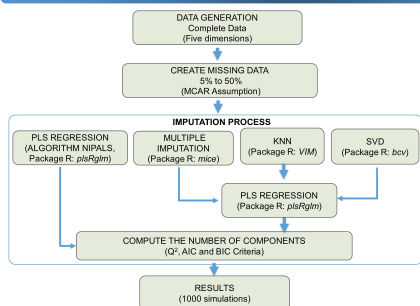 DATA GENERATION
Complete Data
(Five dimensions)
CREATE MISSING DATA
5% to 50%
(MCAR Assumption)
IMPUTATION PROCESS
PLS REGRESSION
(ALGORITHM NIPALS,
Package R: plsRglm)
MULTIPLE
IMPUTATION
(Package R: mice)
KNN
(Package R: VIM)
SVD
(Package R: bcv)
PLS REGRESSION
(Package R: plsRglm)
COMPUTE THE NUMBER OF COMPONENTS
(Q², AIC and BIC Criteria)
RESULTS
(1000 simulations)